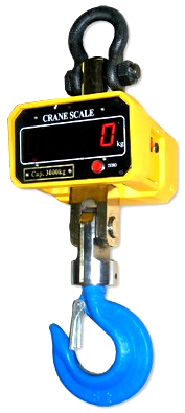 CRANE SCALE
0 kg
ZERO
Cap. 3000kg